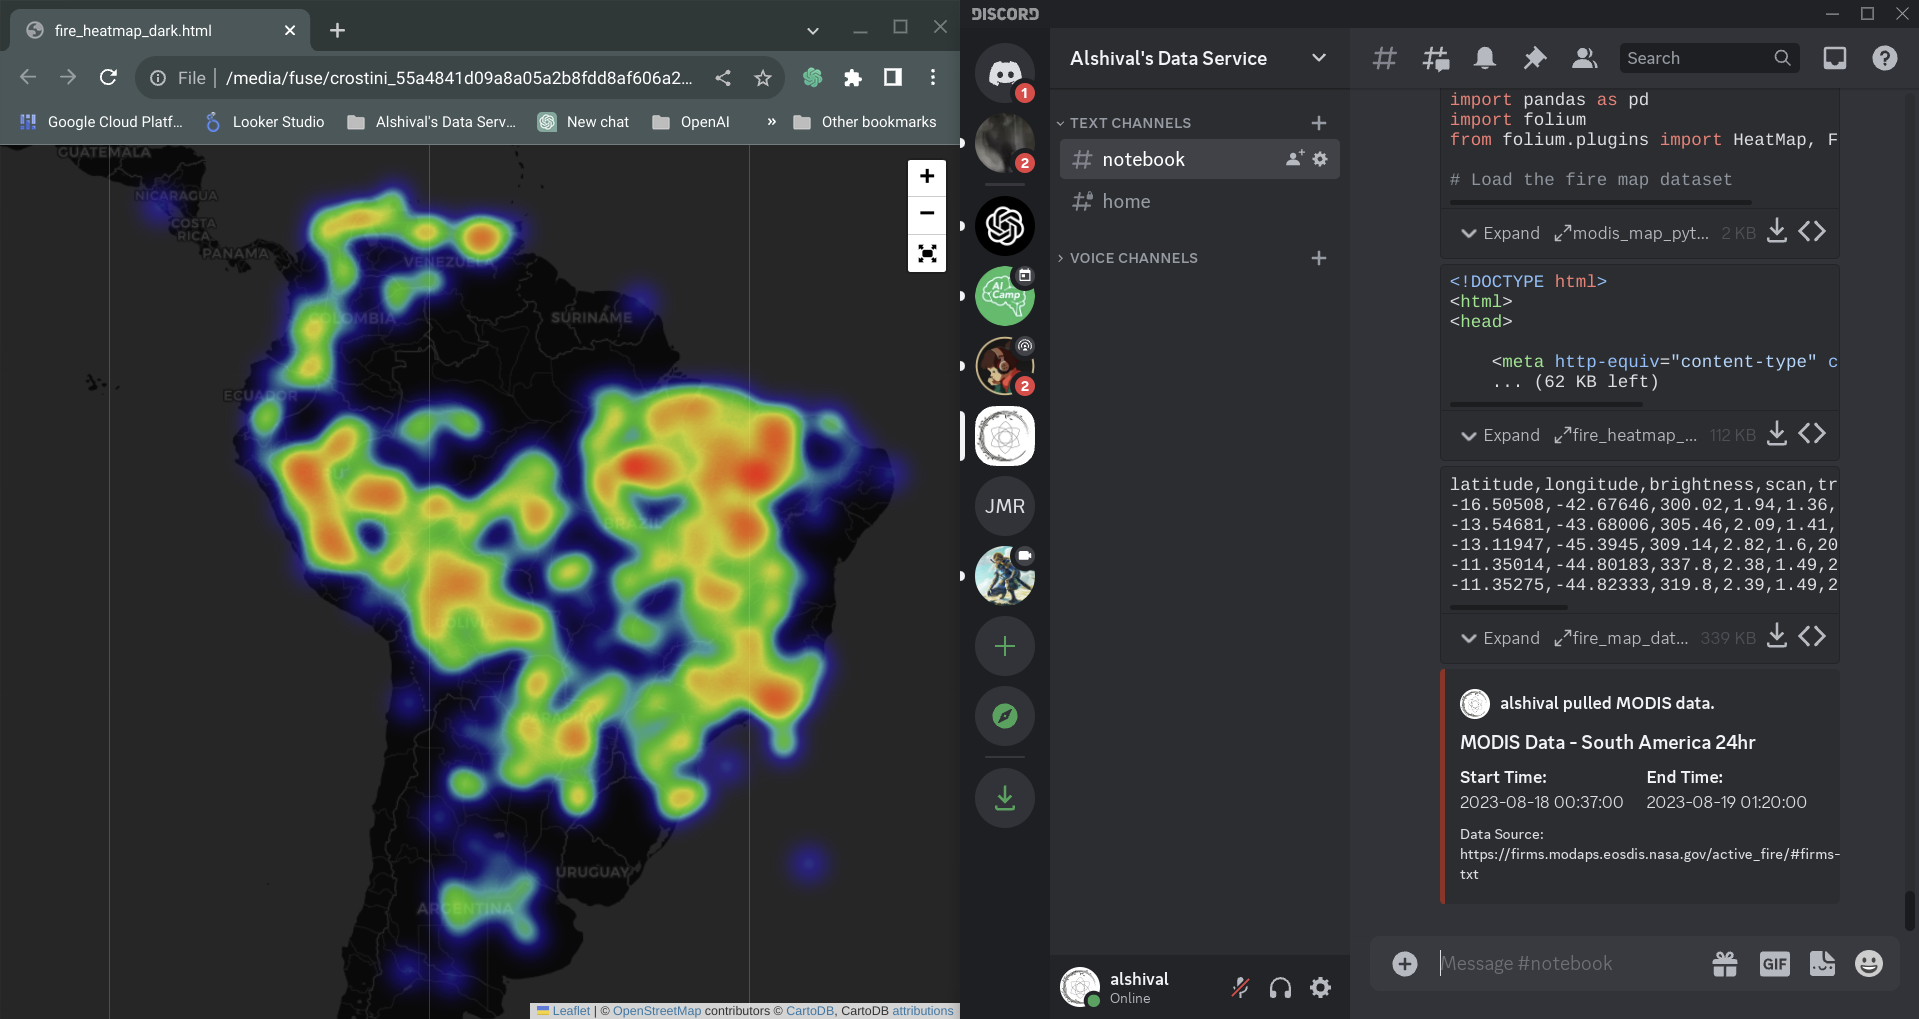 fire_heatmap_dark.html
File
/media/fuse/crostini_55a4841d09a8a05a2b8fdd8af606a2...
Google Cloud Platf...
Looker Studio
Alshival's Data Serv...
New chat
OpenAI
»
Other bookmarks
GUATEMALA
NICARAGUA
COSTA
RICA
PANAMA
VENEZUELA
COLOMBIA
SURINAME
ECUADOR
BRAZIL
BOLIVIA
PARAGUAY
URUGUAY
ARGENTINA
+
−
Leaflet | © OpenStreetMap contributors © CartoDB, CartoDB attributions
DISCORD
1
2
AI
Camp
2
JMR
Alshival's Data Service
TEXT CHANNELS
notebook
home
VOICE CHANNELS
alshival
Online
Search
import pandas as pd
import folium
from folium.plugins import HeatMap, F
# Load the fire map dataset
Expand modis_map_pyt... 2 KB
<!DOCTYPE html>
<html>
<head>
<meta http-equiv="content-type" c
... (62 KB left)
Expand fire_heatmap_... 112 KB
latitude,longitude,brightness,scan,tr
-16.50508,-42.67646,300.02,1.94,1.36,
-13.54681,-43.68006,305.46,2.09,1.41,
-13.11947,-45.3945,309.14,2.82,1.6,20
-11.35014,-44.80183,337.8,2.38,1.49,2
-11.35275,-44.82333,319.8,2.39,1.49,2
Expand fire_map_dat... 339 KB
alshival pulled MODIS data.
MODIS Data - South America 24hr
Start Time: End Time:
2023-08-18 00:37:00 2023-08-19 01:20:00
Data Source:
https://firms.modaps.eosdis.nasa.gov/active_fire/#firms-
txt
Message #notebook
GIF